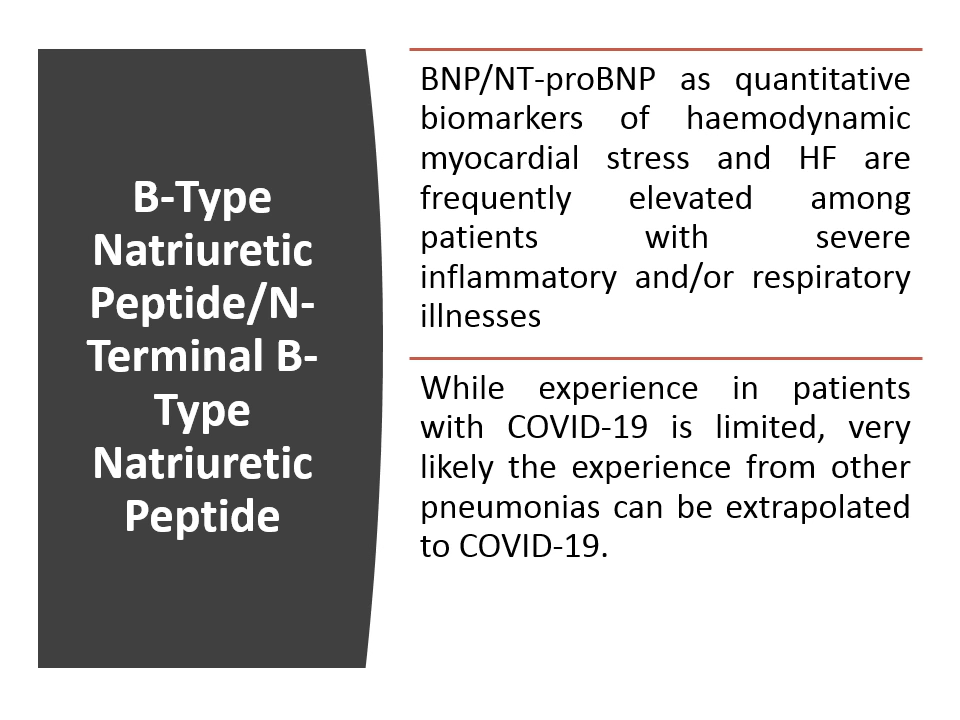 B-Type
Natriuretic
Peptide/N-
Terminal B-
Type
Natriuretic
Peptide
BNP/NT-proBNP as quantitative
biomarkers of haemodynamic
myocardial stress and HF are
frequently elevated among
patients with severe
inflammatory and/or respiratory
illnesses
While experience in patients
with COVID-19 is limited, very
likely the experience from other
pneumonias can be extrapolated
to COVID-19.